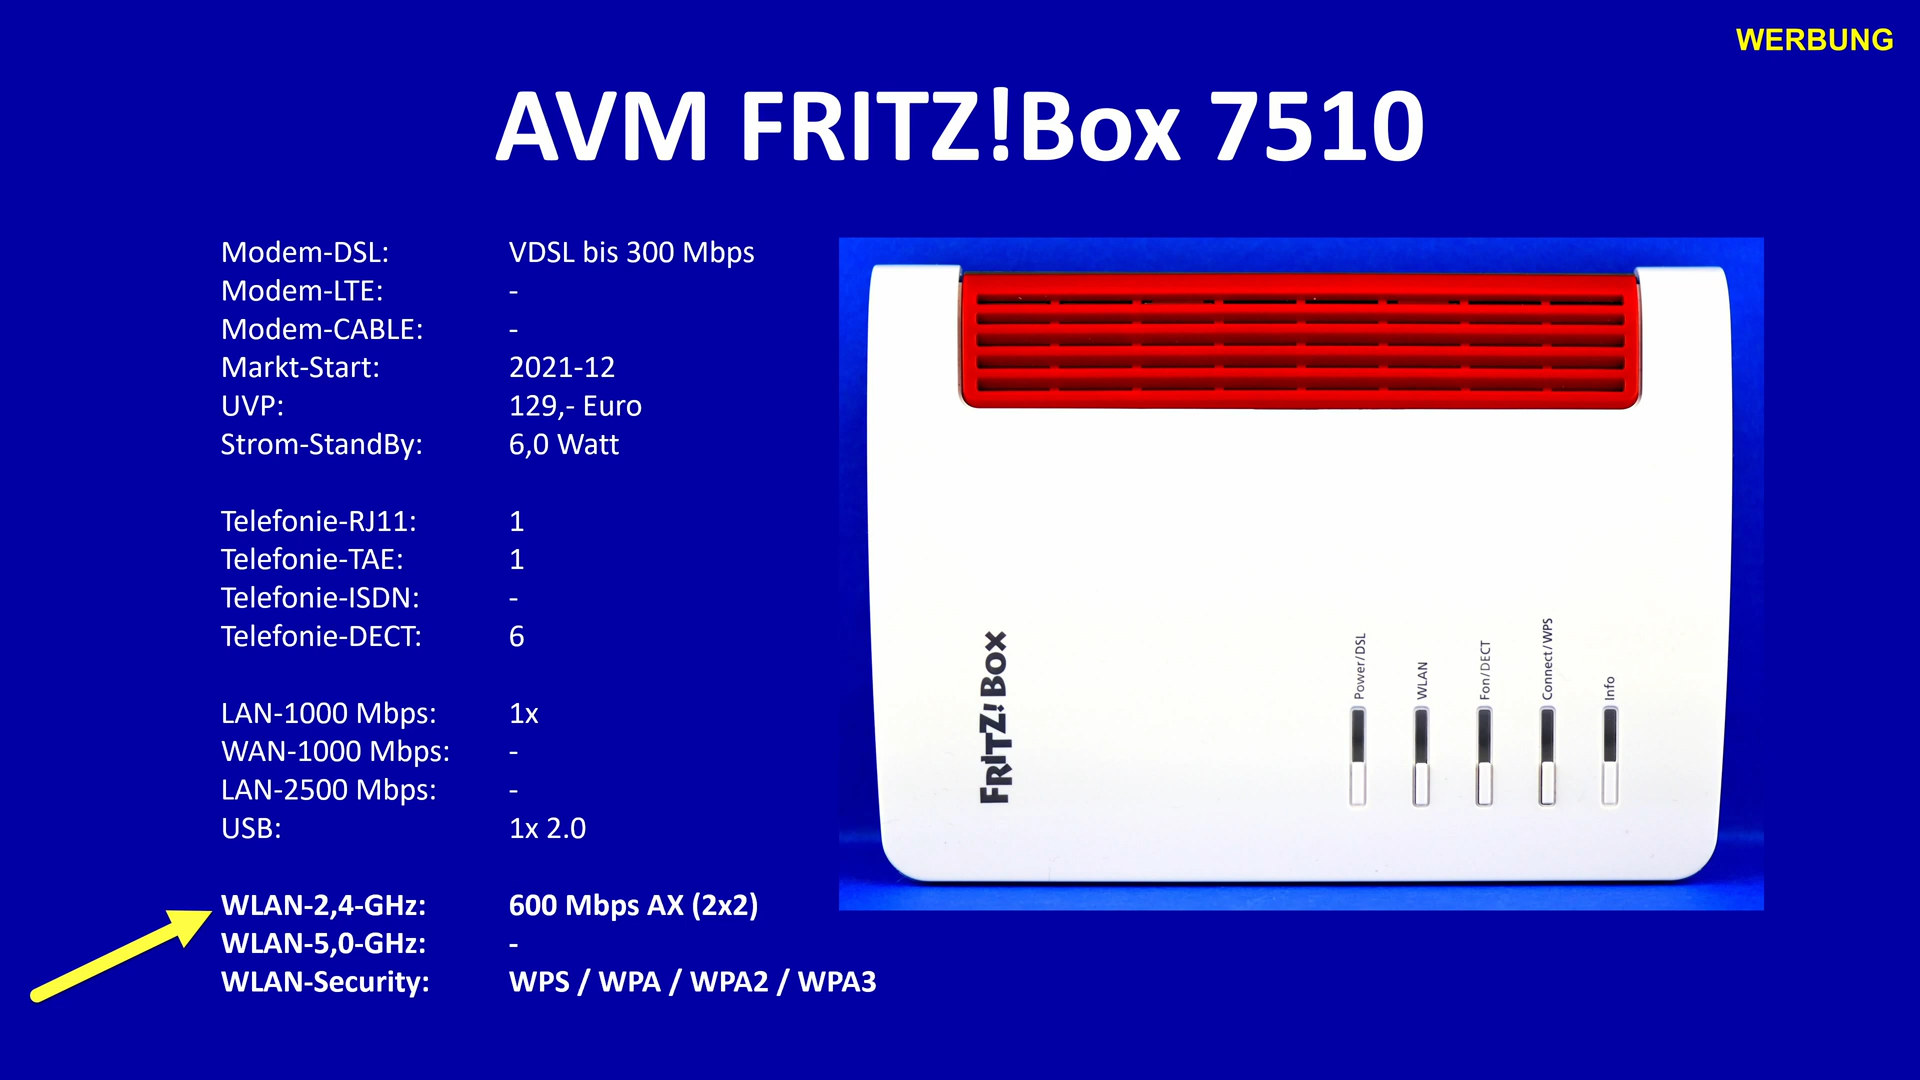 WERBUNG
AVM FRITZ!Box 7510
Modem-DSL: VDSL bis 300 Mbps
Modem-LTE: -
Modem-CABLE: -
Markt-Start: 2021-12
UVP: 129,- Euro
Strom-StandBy: 6,0 Watt
Telefonie-RJ11: 1
Telefonie-TAE: 1
Telefonie-ISDN: -
Telefonie-DECT: 6
LAN-1000 Mbps: 1x
WAN-1000 Mbps: -
LAN-2500 Mbps: -
USB: 1x 2.0
WLAN-2,4-GHz: 600 Mbps AX (2x2)
WLAN-5,0-GHz: -
WLAN-Security: WPS / WPA / WPA2 / WPA3
FRITZ!Box
Power/DSL
WLAN
Fon/DECT
Connect/WPS
Info